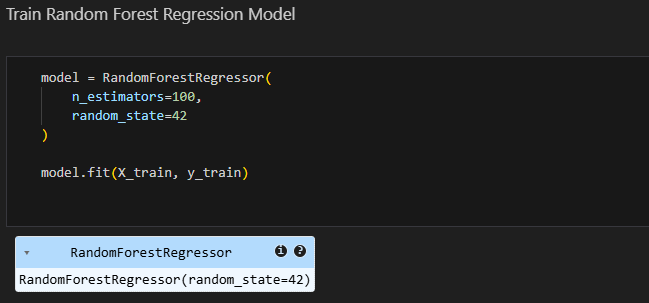 Train Random Forest Regression Model
model = RandomForestRegressor(
n_estimators=100,
random_state=42
)
model.fit(X_train, y_train)
RandomForestRegressor
i ?
RandomForestRegressor(random_state=42)